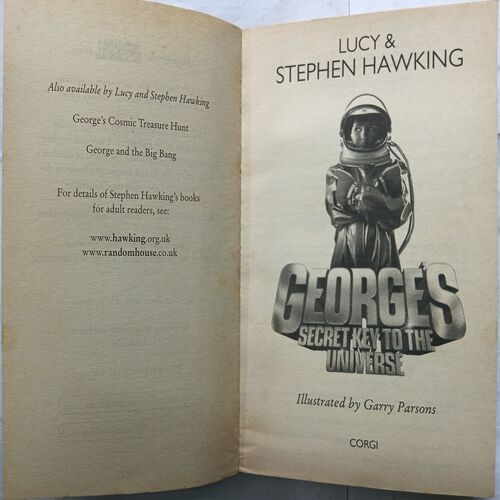 Also available by Lucy and Stephen Hawking
George's Cosmic Treasure Hunt
George and the Big Bang
For details of Stephen Hawking's books
for adult readers, see:
www.hawking.org.uk
www.randomhouse.co.uk
LUCY &
STEPHEN HAWKING
GEORGE'S
SECRET KEY TO THE
UNIVERSE
Illustrated by Garry Parsons
CORGI